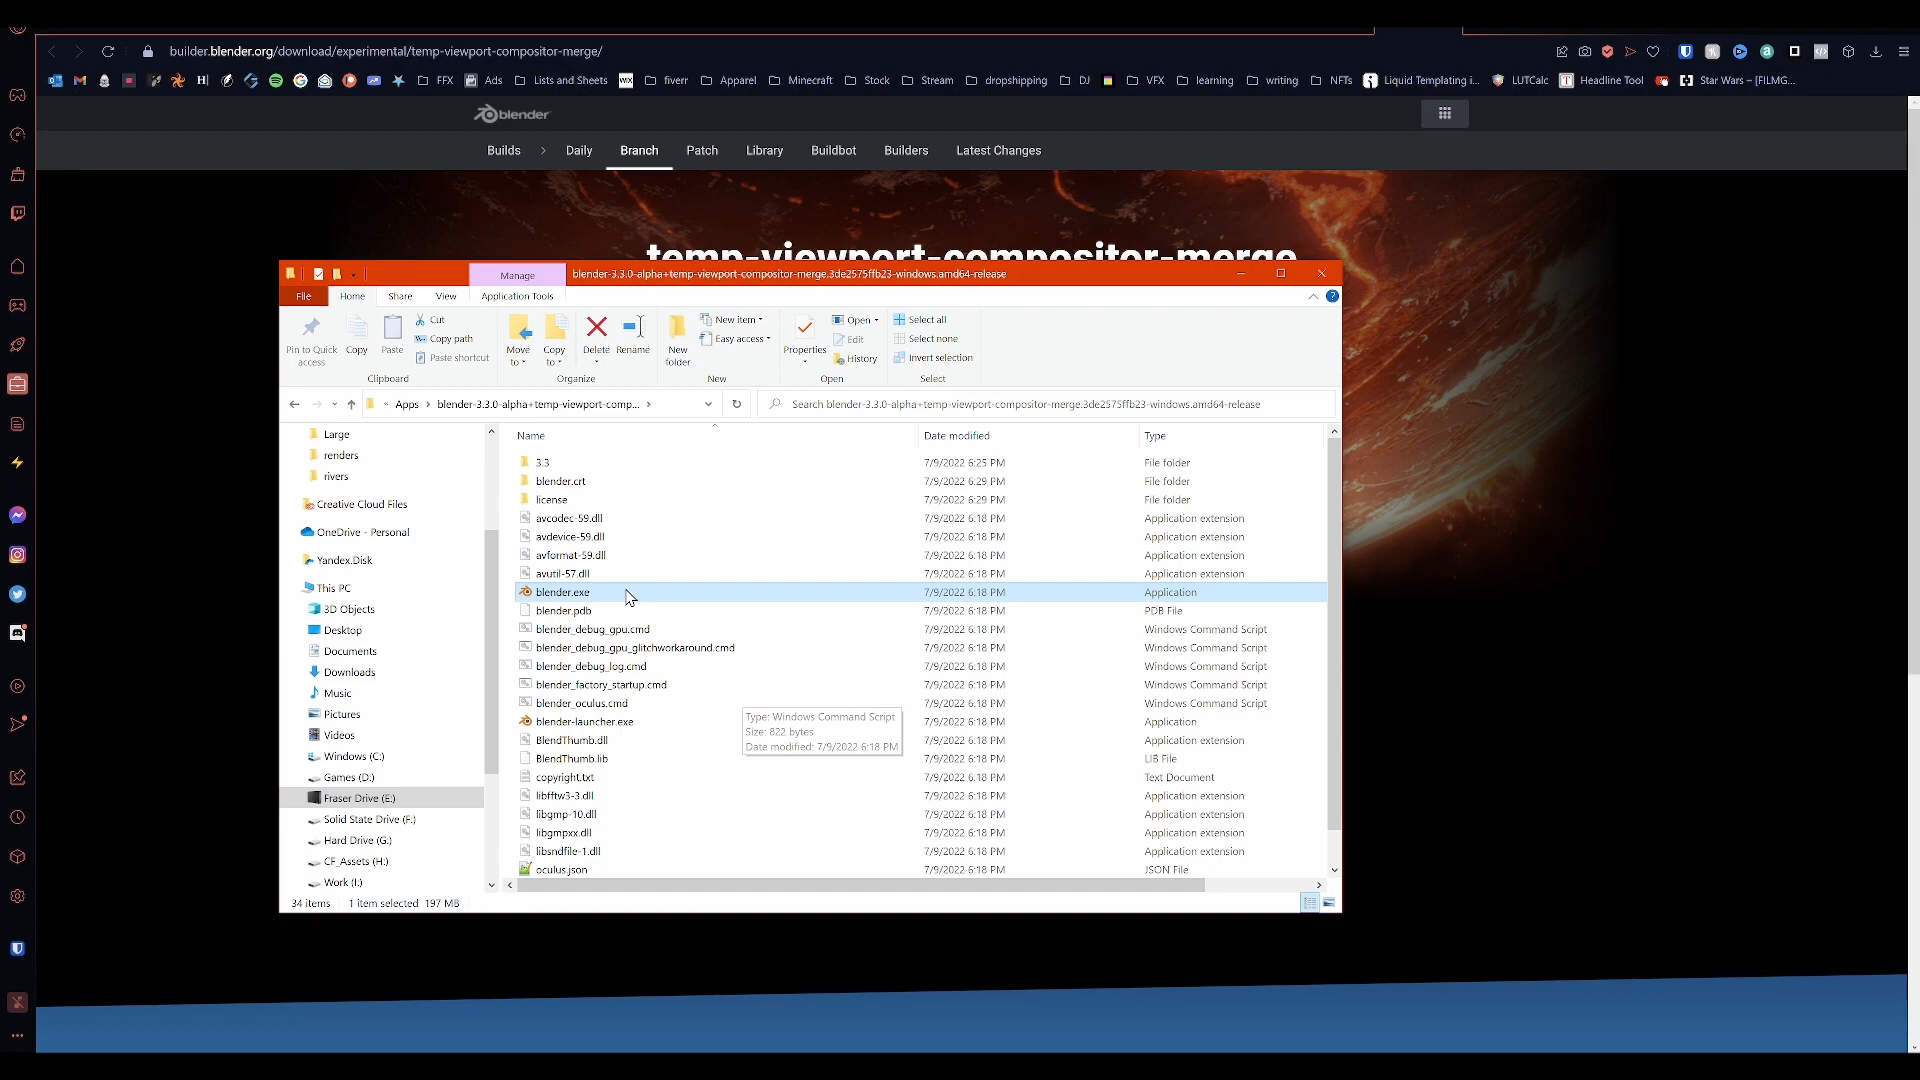 builder.blender.org/download/experimental/temp-viewport-compositor-merge/
FFX Ads Lists and Sheets WIX fiverr Apparel Minecraft Stock Stream dropshipping DJ VFX learning writing NFTs Liquid Templating i... LUTCalc Headline Tool Star Wars – [FILMG...
blender
Builds > Daily Branch Patch Library Buildbot Builders Latest Changes
temp-viewport-compositor-merge
Manage blender-3.3.0-alpha+temp-viewport-compositor-merge.3de2575ffb23-windows.amd64-release
File Home Share View Application Tools
Pin to Quick access
Copy
Paste
Cut
Copy path
Paste shortcut
Clipboard
Move to
Copy to
Delete
Rename
Organize
New folder
New item
Easy access
New
Properties
Open
Edit
History
Open
Select all
Select none
Invert selection
Select
« Apps > blender-3.3.0-alpha+temp-viewport-comp... >
Search blender-3.3.0-alpha+temp-viewport-compositor-merge.3de2575ffb23-windows.amd64-release
Large
renders
rivers
Creative Cloud Files
OneDrive - Personal
Yandex.Disk
This PC
3D Objects
Desktop
Documents
Downloads
Music
Pictures
Videos
Windows (C:)
Games (D:)
Fraser Drive (E:)
Solid State Drive (F:)
Hard Drive (G:)
CF_Assets (H:)
Work (I:)
Name Date modified Type
3.3 7/9/2022 6:25 PM File folder
blender.crt 7/9/2022 6:29 PM File folder
license 7/9/2022 6:29 PM File folder
avcodec-59.dll 7/9/2022 6:18 PM Application extension
avdevice-59.dll 7/9/2022 6:18 PM Application extension
avformat-59.dll 7/9/2022 6:18 PM Application extension
avutil-57.dll 7/9/2022 6:18 PM Application extension
blender.exe 7/9/2022 6:18 PM Application
blender.pdb 7/9/2022 6:18 PM PDB File
blender_debug_gpu.cmd 7/9/2022 6:18 PM Windows Command Script
blender_debug_gpu_glitchworkaround.cmd 7/9/2022 6:18 PM Windows Command Script
blender_debug_log.cmd 7/9/2022 6:18 PM Windows Command Script
blender_factory_startup.cmd 7/9/2022 6:18 PM Windows Command Script
blender_oculus.cmd 7/9/2022 6:18 PM Windows Command Script
blender-launcher.exe 7/9/2022 6:18 PM Application
BlendThumb.dll 7/9/2022 6:18 PM Application extension
BlendThumb.lib 7/9/2022 6:18 PM LIB File
copyright.txt 7/9/2022 6:18 PM Text Document
libfftw3-3.dll 7/9/2022 6:18 PM Application extension
libgmp-10.dll 7/9/2022 6:18 PM Application extension
libgmpxx.dll 7/9/2022 6:18 PM Application extension
libsndfile-1.dll 7/9/2022 6:18 PM Application extension
oculus.json 7/9/2022 6:18 PM JSON File
Type: Windows Command Script
Size: 822 bytes
Date modified: 7/9/2022 6:18 PM
34 items 1 item selected 197 MB